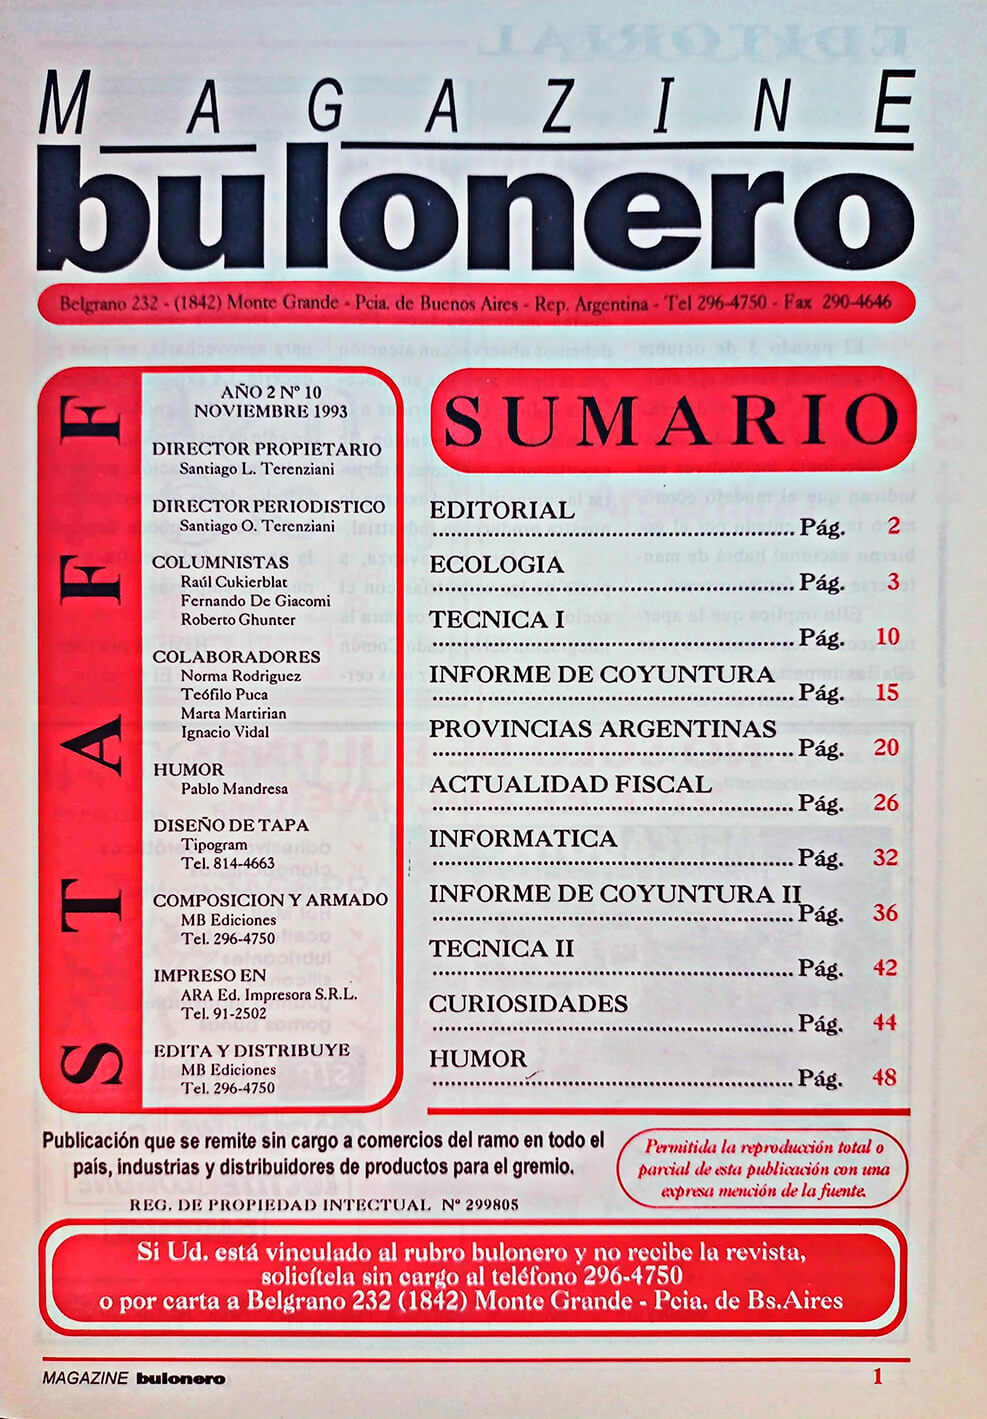 MAGAZINE
bulonero
Belgrano 232 - (1842) Monte Grande - Pcia. de Buenos Aires - Rep. Argentina - Tel 296-4750 - Fax 290-4646
STAFF
AÑO 2 Nº 10
NOVIEMBRE 1993
DIRECTOR PROPIETARIO
Santiago L. Terenziani
DIRECTOR PERIODISTICO
Santiago O. Terenziani
COLUMNISTAS
Raúl Cukierblat
Fernando De Giacomi
Roberto Ghunter
COLABORADORES
Norma Rodriguez
Teófilo Puca
Marta Martirian
Ignacio Vidal
HUMOR
Pablo Mandresa
DISEÑO DE TAPA
Tipogram
Tel. 814-4663
COMPOSICION Y ARMADO
MB Ediciones
Tel. 296-4750
IMPRESO EN
ARA Ed. Impresora S.R.L.
Tel. 91-2502
EDITA Y DISTRIBUYE
MB Ediciones
Tel. 296-4750
SUMARIO
EDITORIAL
Pág. 2
ECOLOGIA
Pág. 3
TECNICA I
Pág. 10
INFORME DE COYUNTURA
Pág. 15
PROVINCIAS ARGENTINAS
Pág. 20
ACTUALIDAD FISCAL
Pág. 26
INFORMATICA
Pág. 32
INFORME DE COYUNTURA II
Pág. 36
TECNICA II
Pág. 42
CURIOSIDADES
Pág. 44
HUMOR
Pág. 48
Publicación que se remite sin cargo a comercios del ramo en todo el
país, industrias y distribuidores de productos para el gremio.
REG. DE PROPIEDAD INTECTUAL Nº 299805
Permitida la reproducción total o
parcial de esta publicación con una
expresa mención de la fuente.
Si Ud. está vinculado al rubro bulonero y no recibe la revista,
solicítela sin cargo al teléfono 296-4750
o por carta a Belgrano 232 (1842) Monte Grande - Pcia. de Bs.Aires
MAGAZINE bulonero
1